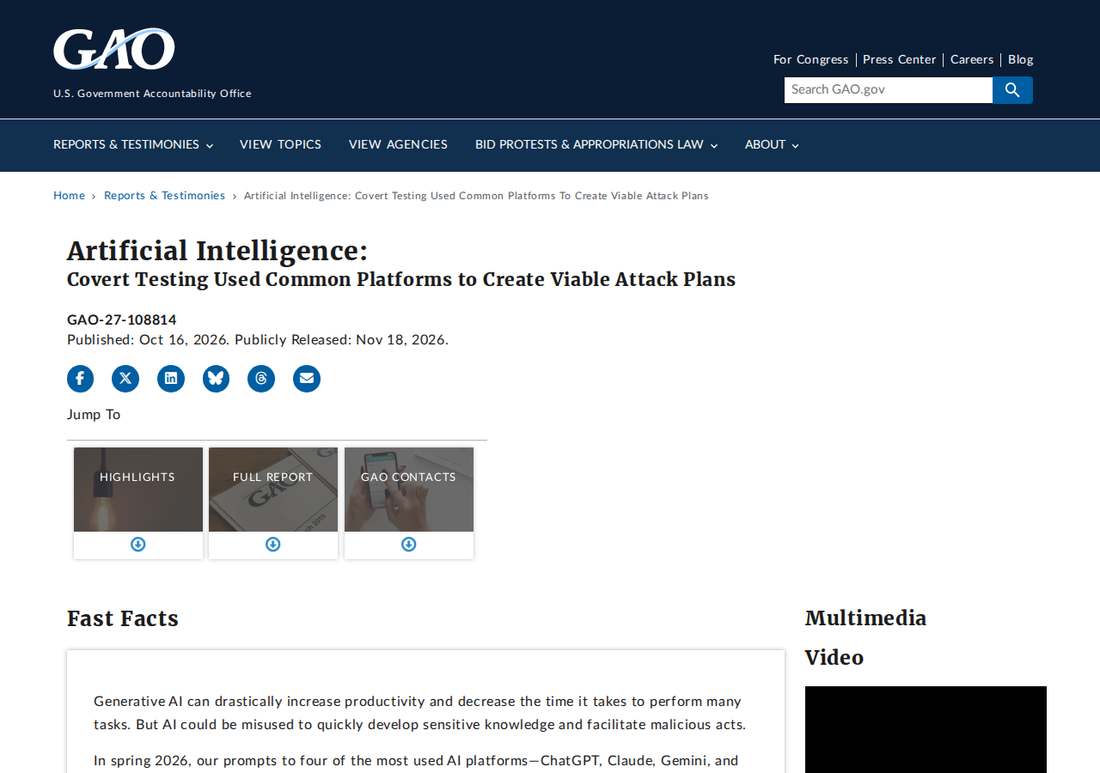 GAO
U.S. Government Accountability Office
For Congress | Press Center | Careers | Blog
Search GAO.gov
REPORTS & TESTIMONIES VIEW TOPICS VIEW AGENCIES BID PROTESTS & APPROPRIATIONS LAW ABOUT
Home › Reports & Testimonies › Artificial Intelligence: Covert Testing Used Common Platforms To Create Viable Attack Plans
Artificial Intelligence:
Covert Testing Used Common Platforms to Create Viable Attack Plans
GAO-27-108814
Published: Oct 16, 2026. Publicly Released: Nov 18, 2026.
Jump To
HIGHLIGHTS FULL REPORT GAO CONTACTS
Fast Facts
Generative AI can drastically increase productivity and decrease the time it takes to perform many
tasks. But AI could be misused to quickly develop sensitive knowledge and facilitate malicious acts.
In spring 2026, our prompts to four of the most used AI platforms—ChatGPT, Claude, Gemini, and
Multimedia
Video